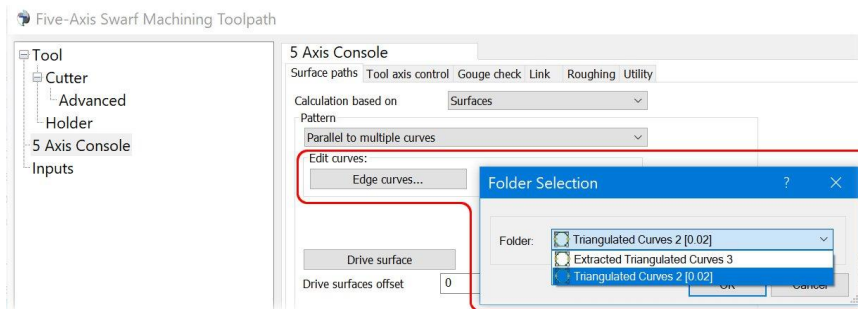 Five-Axis Swarf Machining Toolpath
Tool
Cutter
Advanced
Holder
5 Axis Console
Inputs
5 Axis Console
Surface paths Tool axis control Gouge check Link Roughing Utility
Calculation based on Surfaces
Pattern
Parallel to multiple curves
Edit curves:
Edge curves...
Drive surface
Drive surfaces offset 0
Folder Selection ? ×
Folder: Triangulated Curves 2 [0.02]
Extracted Triangulated Curves 3
Triangulated Curves 2 [0.02]
OK Cancel